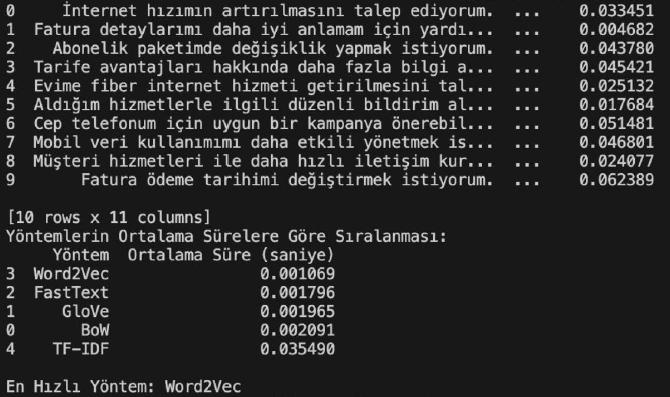 0 İnternet hızımın artırılmasını talep ediyorum. ... 0.033451
1 Fatura detaylarımı daha iyi anlamam için yardı... ... 0.004682
2 Abonelik paketimde değişiklik yapmak istiyorum. ... 0.043780
3 Tarife avantajları hakkında daha fazla bilgi a... ... 0.045421
4 Evime fiber internet hizmeti getirilmesini tal... ... 0.025132
5 Aldığım hizmetlerle ilgili düzenli bildirim al... ... 0.017684
6 Cep telefonum için uygun bir kampanya önerebil... ... 0.051481
7 Mobil veri kullanımımı daha etkili yönetmek is... ... 0.046801
8 Müşteri hizmetleri ile daha hızlı iletişim kur... ... 0.024077
9 Fatura ödeme tarihimi değiştirmek istiyorum. ... 0.062389
[10 rows x 11 columns]
Yöntemlerin Ortalama Sürelere Göre Sıralanması:
Yöntem Ortalama Süre (saniye)
3 Word2Vec 0.001069
2 FastText 0.001796
1 GloVe 0.001965
0 BoW 0.002091
4 TF-IDF 0.035490
En Hızlı Yöntem: Word2Vec